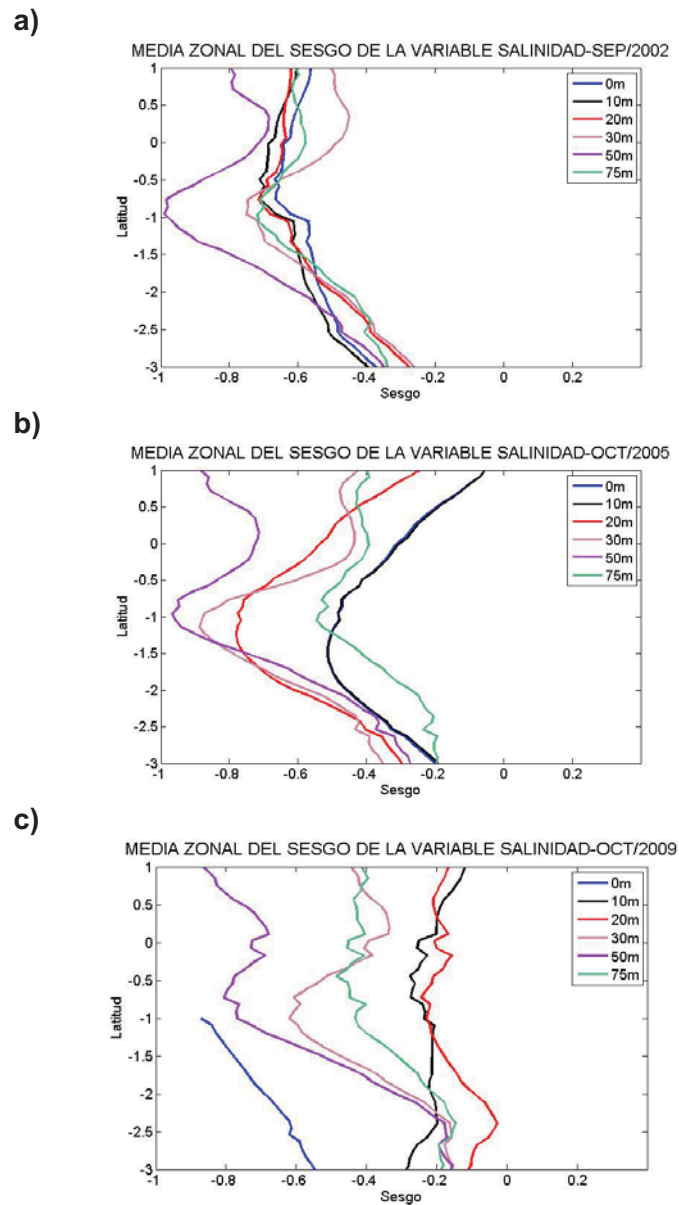 a)
MEDIA ZONAL DEL SESGO DE LA VARIABLE SALINIDAD-SEP/2002
1
0.5
0
-0.5
-1
-1.5
-2
-2.5
-3
Latitud
0m
10m
20m
30m
50m
75m
-1 -0.8 -0.6 -0.4 -0.2 0 0.2
Sesgo
b)
MEDIA ZONAL DEL SESGO DE LA VARIABLE SALINIDAD-OCT/2005
1
0.5
0
-0.5
-1
-1.5
-2
-2.5
-3
Latitud
0m
10m
20m
30m
50m
75m
-1 -0.8 -0.6 -0.4 -0.2 0 0.2
Sesgo
c)
MEDIA ZONAL DEL SESGO DE LA VARIABLE SALINIDAD-OCT/2009
1
0.5
0
-0.5
-1
-1.5
-2
-2.5
-3
Latitud
0m
10m
20m
30m
50m
75m
-1 -0.8 -0.6 -0.4 -0.2 0 0.2
Sesgo